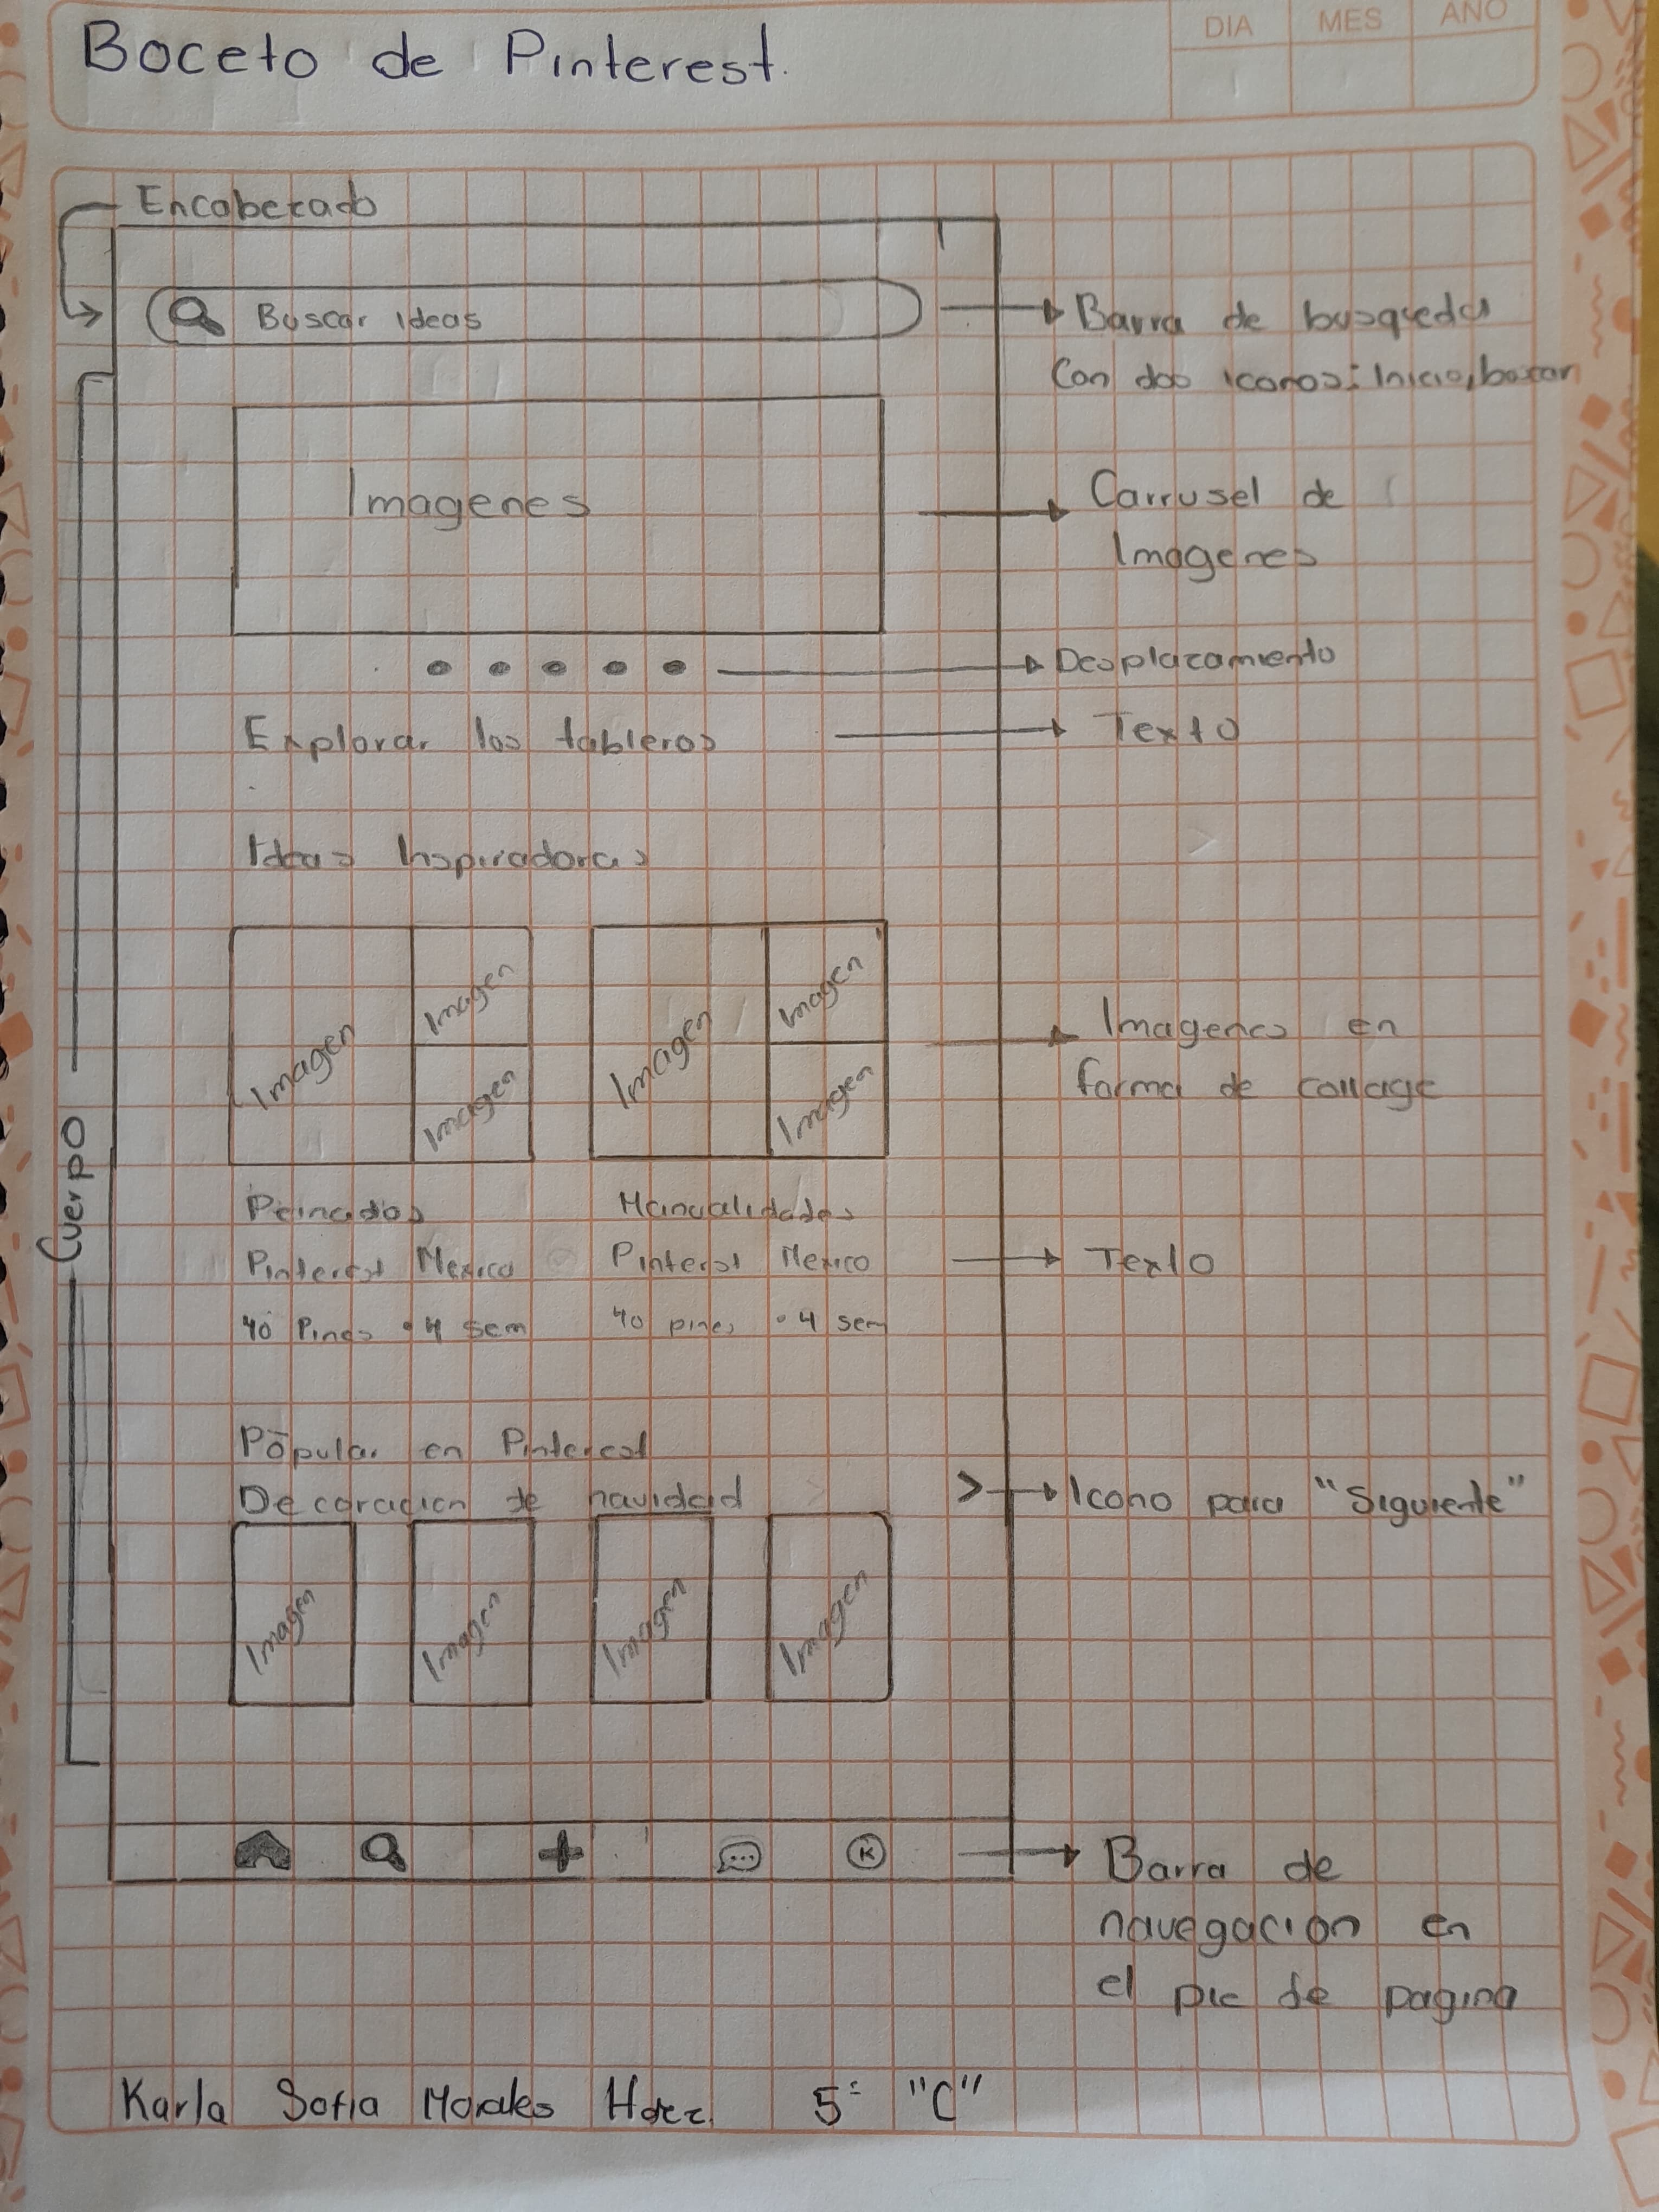 Boceto de Pinterest.
DIA MES AÑO
Encabezado
Buscar ideas
Barra de busqueda
Con dos iconos: Inicio, buscar
Imagenes
Carrusel de
Imagenes
Desplazamiento
Explorar los tableros
Texto
Ideas Inspiradoras
Imagen Imagen Imagen Imagen
Imagen Imagen
Imagenes en
forma de collage
Cuerpo
Peinados Manualidades
Pinterest Mexico Pinterest Mexico
Texto
40 Pines • 4 sem 40 pines • 4 sem
Popular en Pinterest
Decoración de navidad >
Icono para "Siguiente"
Imagen Imagen Imagen Imagen
K
Barra de
navegacion en
el pie de pagina
Karla Sofia Morales Hdez. 5° "C"